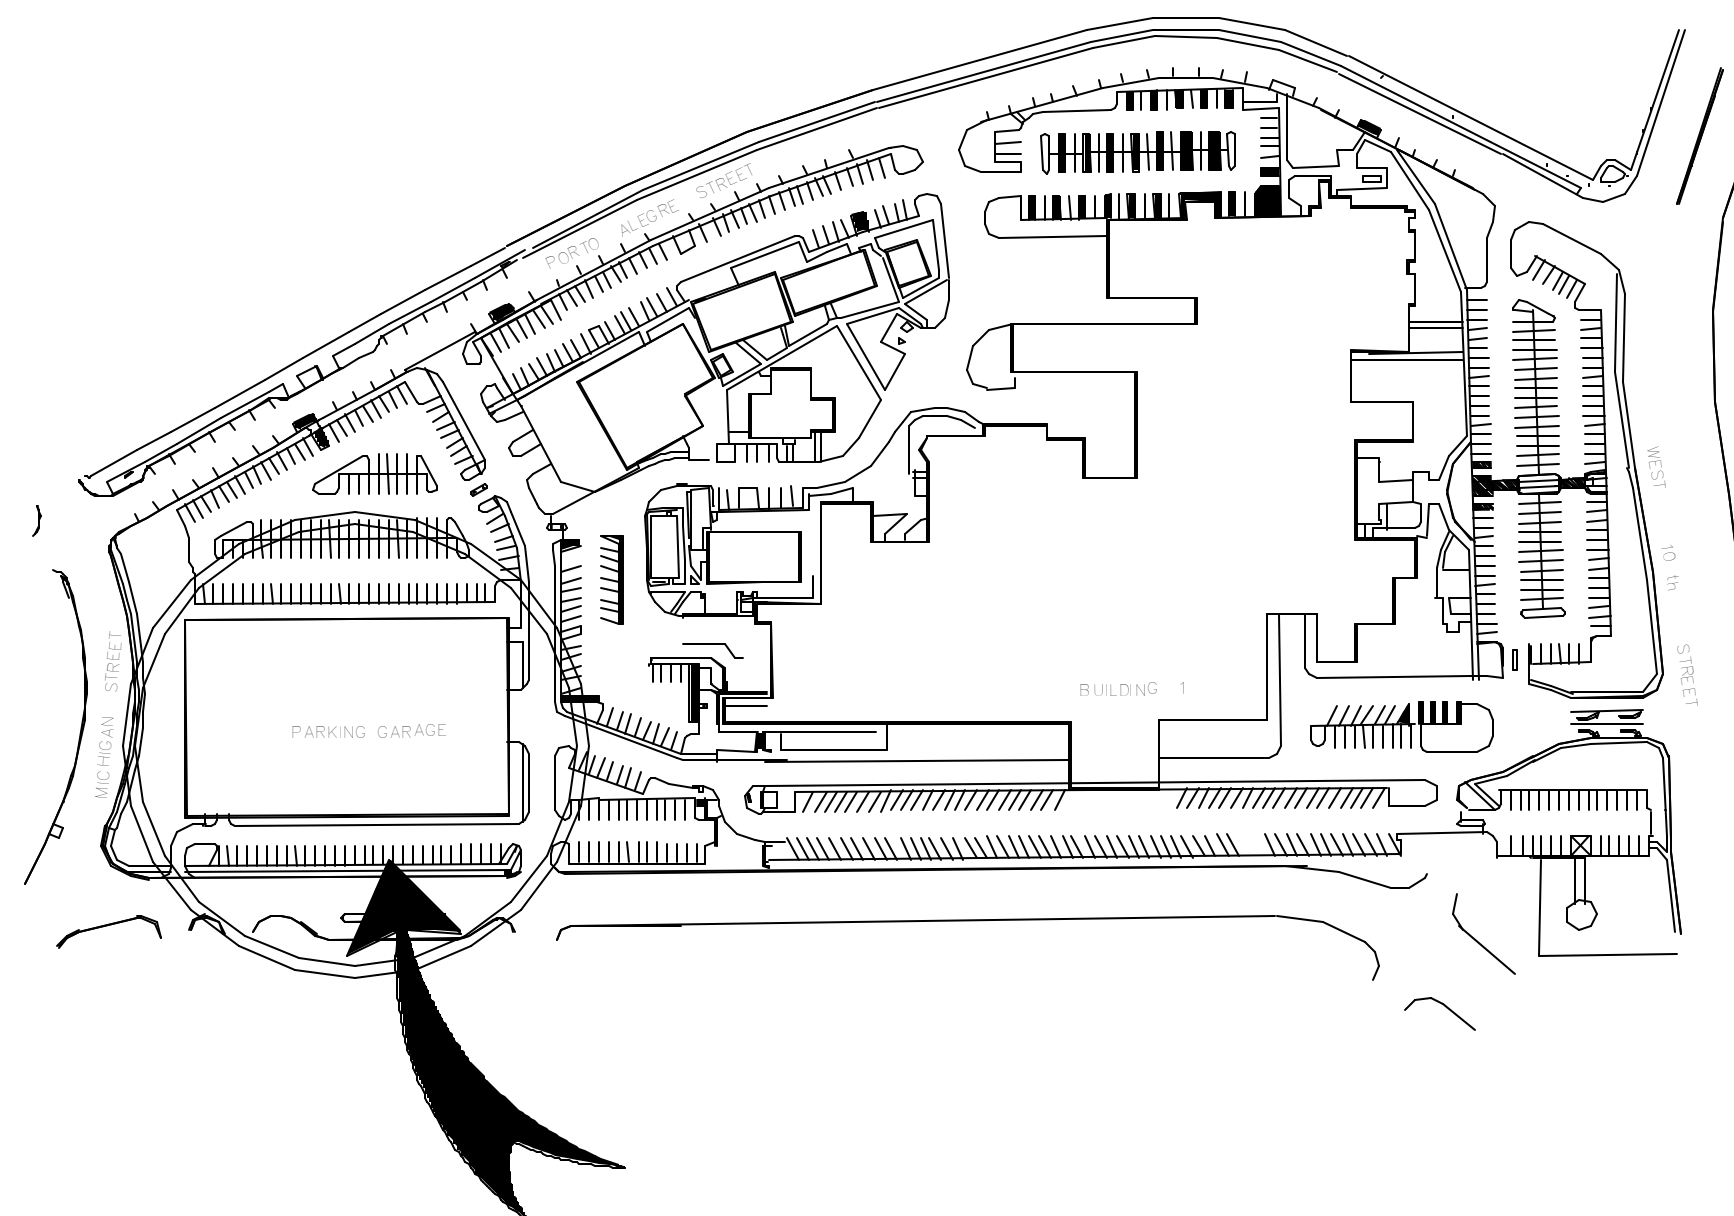 PORTO ALEGRE STREET
WEST 10 th STREET
MICHIGAN STREET
BUILDING 1
PARKING GARAGE